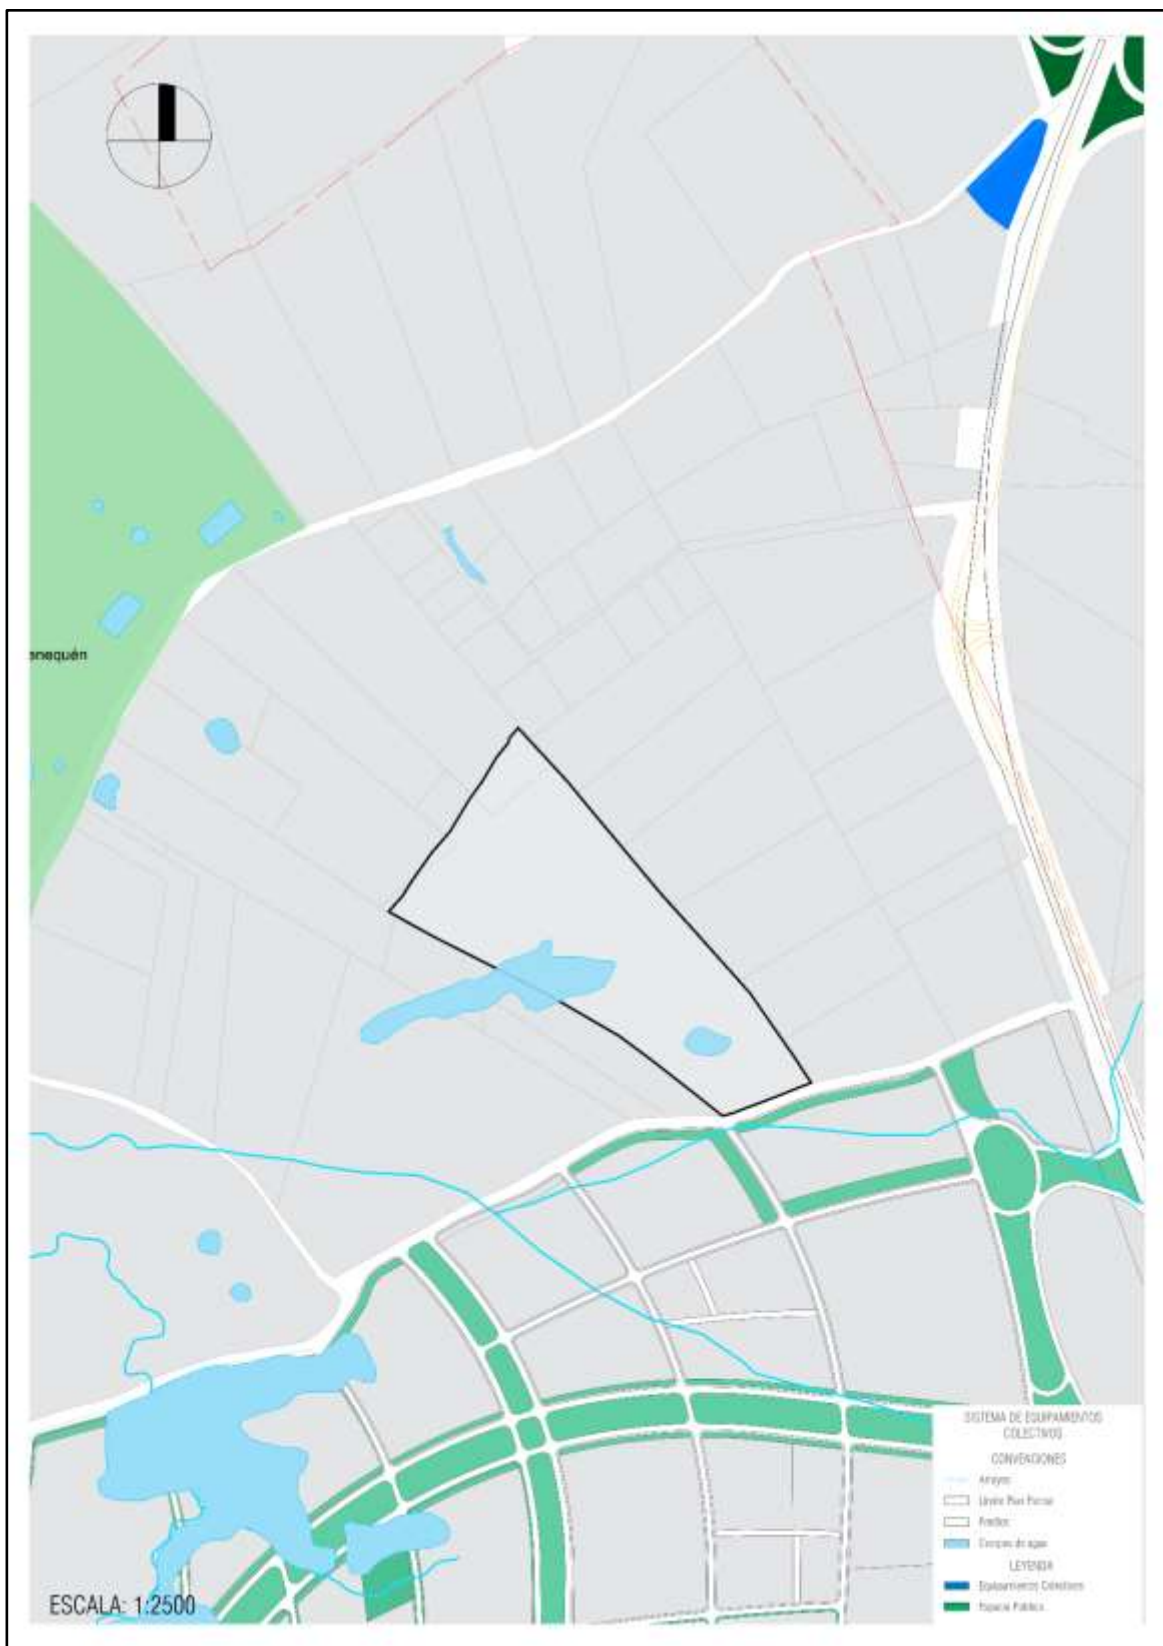 enequén
SISTEMA DE EQUIPAMIENTOS
COLECTIVOS
CONVENCIONES
Arroyos
Límite Plan Parcial
Predios
Cuerpos de agua
LEYENDA
Equipamientos Colectivos
Espacio Público
ESCALA: 1:2500